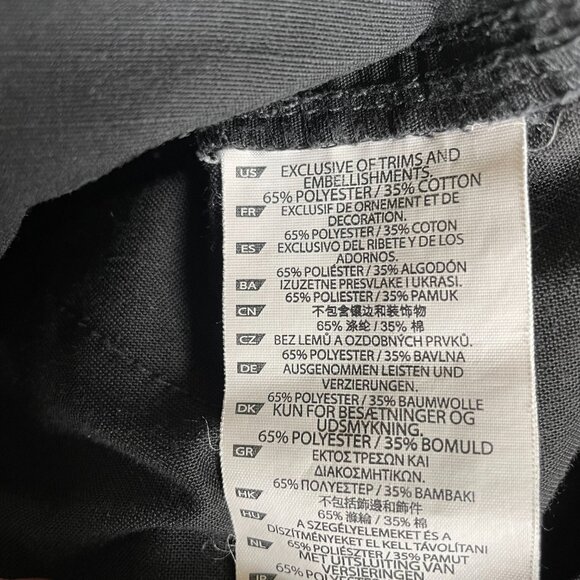 US EXCLUSIVE OF TRIMS AND
EMBELLISHMENTS.
65% POLYESTER / 35% COTTON
FR EXCLUSIF DE ORNEMENT ET DE
DECORATION.
65% POLYESTER / 35% COTON
ES EXCLUSIVO DEL RIBETE Y DE LOS
ADORNOS.
65% POLIÉSTER / 35% ALGODÓN
BA IZUZETNE PRESVLAKE I UKRASI.
65% POLIESTER / 35% PAMUK
CN 不包含镶边和装饰物
65% 涤纶 / 35% 棉
CZ BEZ LEMŮ A OZDOBNÝCH PRVKŮ.
65% POLYESTER / 35% BAVLNA
DE AUSGENOMMEN LEISTEN UND
VERZIERUNGEN.
65% POLYESTER / 35% BAUMWOLLE
DK KUN FOR BESÆTNINGER OG
UDSMYKNING.
65% POLYESTER / 35% BOMULD
GR ΕΚΤΟΣ ΤΡΕΣΩΝ ΚΑΙ
ΔΙΑΚΟΣΜΗΤΙΚΩΝ.
65% ΠΟΛΥΕΣΤΕΡ / 35% ΒΑΜΒΑΚΙ
HK 不包括飾邊和飾件
65% 滌綸 / 35% 棉
HU A SZEGÉLYELEMEKET ÉS A
DÍSZÍTMÉNYEKET EL KELL TÁVOLÍTANI
65% POLIÉSZTER / 35% PAMUT
NL MET UITSLUITING VAN
VERSIERINGEN.
65% POLYESTER / 35%